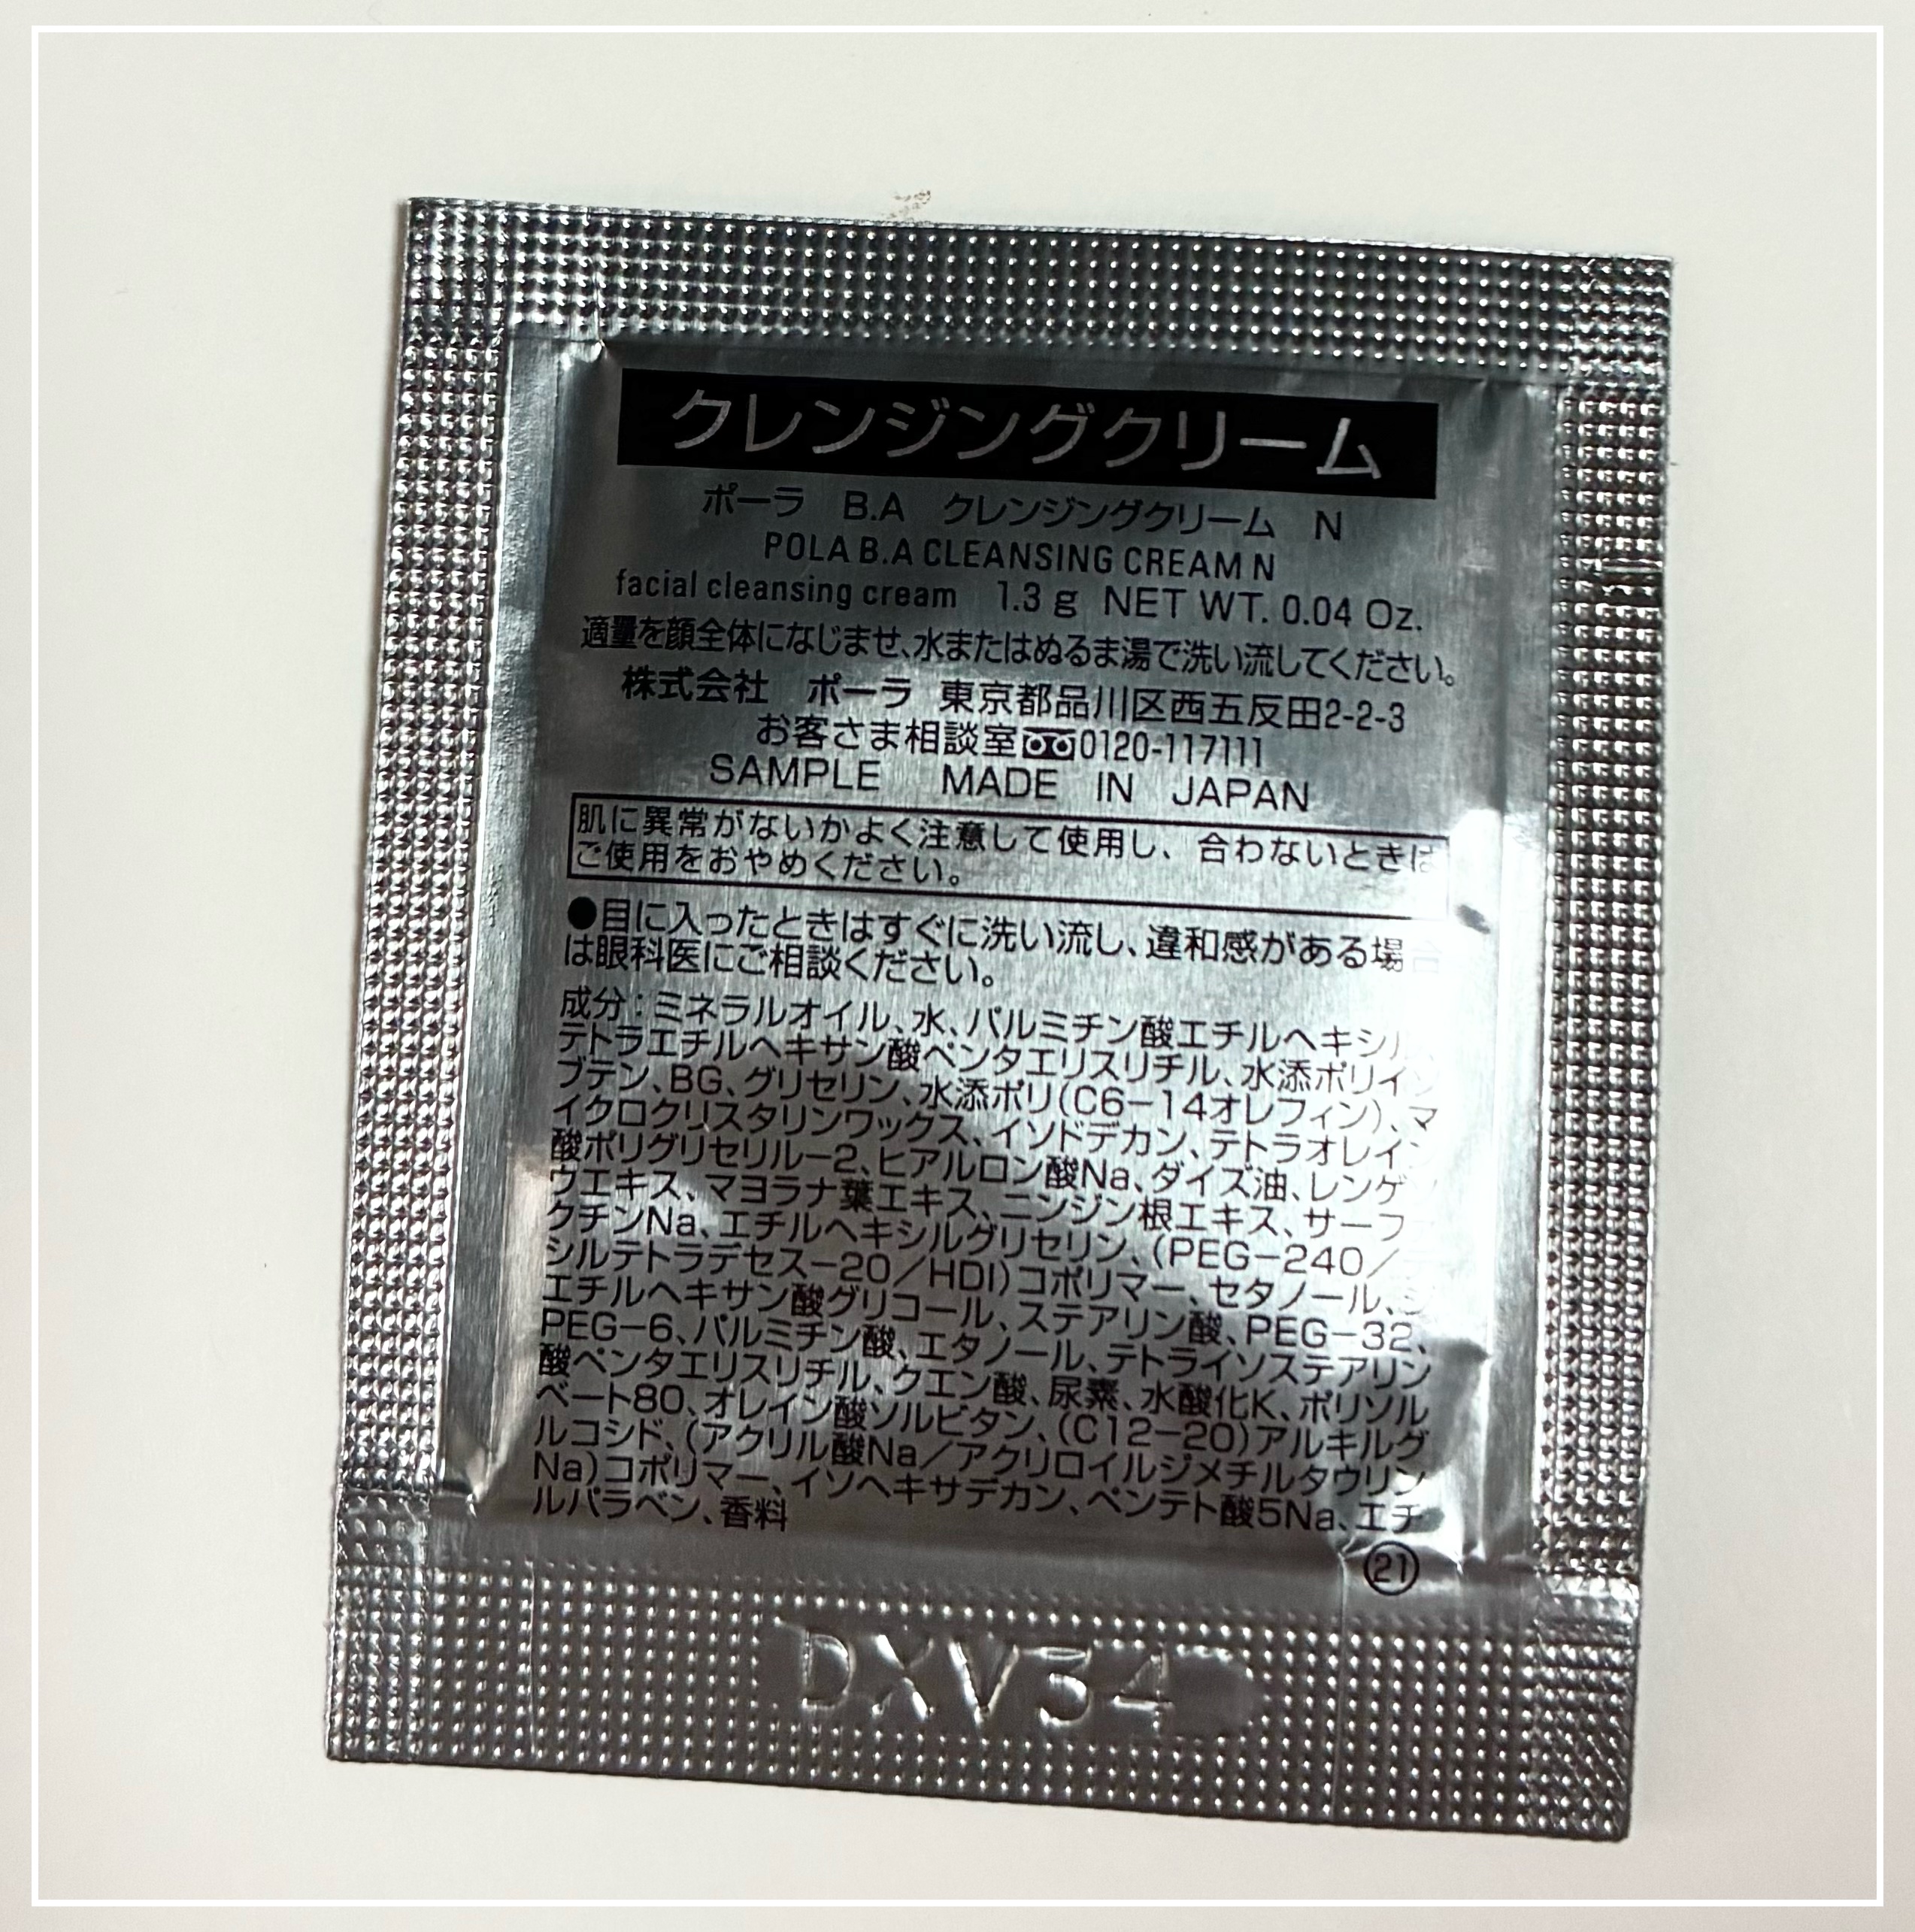 クレンジングクリーム
ポーラ B.A クレンジングクリーム N
POLA B.A CLEANSING CREAM N
facial cleansing cream 1.3 g NET WT. 0.04 Oz.
適量を顔全体になじませ、水またはぬるま湯で洗い流してください。
株式会社 ポーラ 東京都品川区西五反田2-2-3
お客さま相談室0120-117111
SAMPLE MADE IN JAPAN
肌に異常がないかよく注意して使用し、合わないときは
ご使用をおやめください。
●目に入ったときはすぐに洗い流し、違和感がある場合
は眼科医にご相談ください。
成分：ミネラルオイル、水、パルミチン酸エチルヘキシル、
テトラエチルヘキサン酸ペンタエリスリチル、水添ポリイソ
ブテン、BG、グリセリン、水添ポリ(C6-14オレフィン)、マ
イクロクリスタリンワックス、イソドデカン、テトラオレイン
酸ポリグリセリル-2、ヒアルロン酸Na、ダイズ油、レンゲソ
ウエキス、マヨラナ葉エキス、ニンジン根エキス、サーファ
クチンNa、エチルヘキシルグリセリン、(PEG-240/デ
シルテトラデセス-20/HDI)コポリマー、セタノール、ジ
エチルヘキサン酸グリコール、ステアリン酸、PEG-32、
PEG-6、パルミチン酸、エタノール、テトライソステアリン
酸ペンタエリスリチル、クエン酸、尿素、水酸化K、ポリソル
ベート80、オレイン酸ソルビタン、(C12-20)アルキルグ
ルコシド、(アクリル酸Na/アクリロイルジメチルタウリン
Na)コポリマー、イソヘキサデカン、ペンテト酸5Na、エチ
ルパラベン、香料
㉑
DXV54